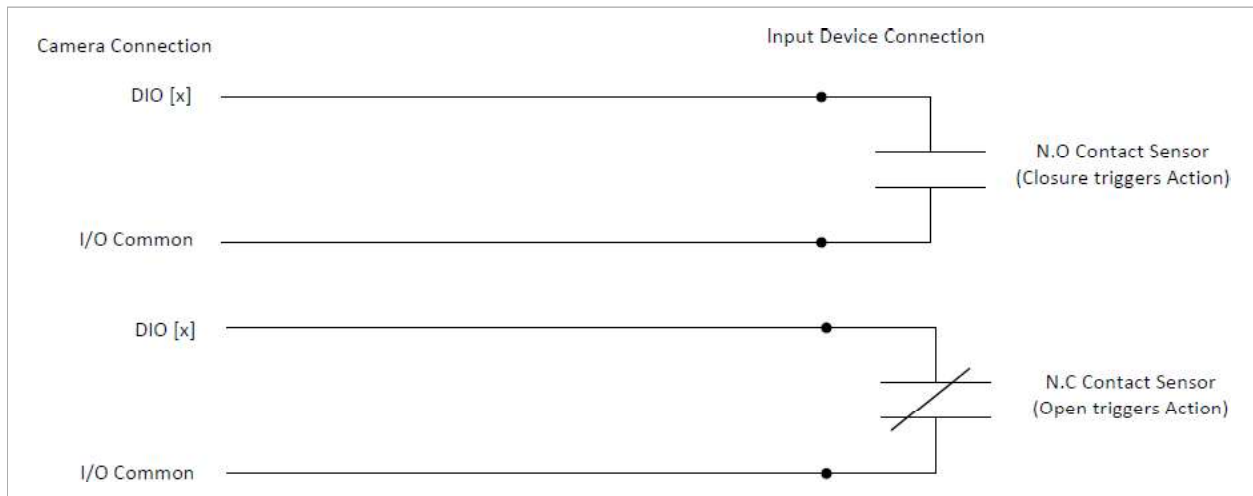 Camera Connection
Input Device Connection
DIO [x]
N.O Contact Sensor
(Closure triggers Action)
I/O Common
DIO [x]
N.C Contact Sensor
(Open triggers Action)
I/O Common